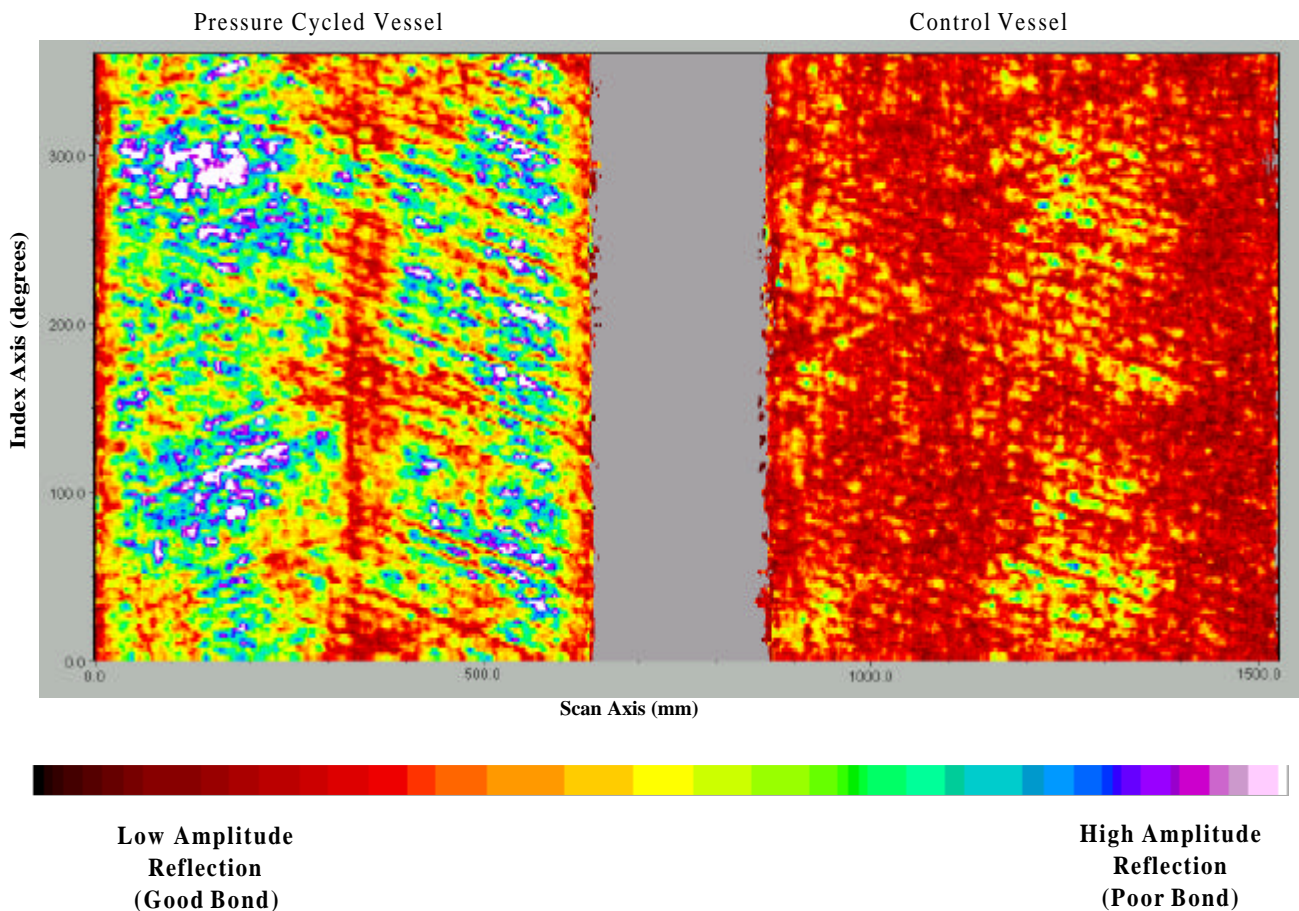 Pressure Cycled Vessel
Control Vessel
Index Axis (degrees)
300.0
200.0
100.0
0.0
0.0
500.0
1000.0
1500.0
Scan Axis (mm)
Low Amplitude
Reflection
(Good Bond)
High Amplitude
Reflection
(Poor Bond)